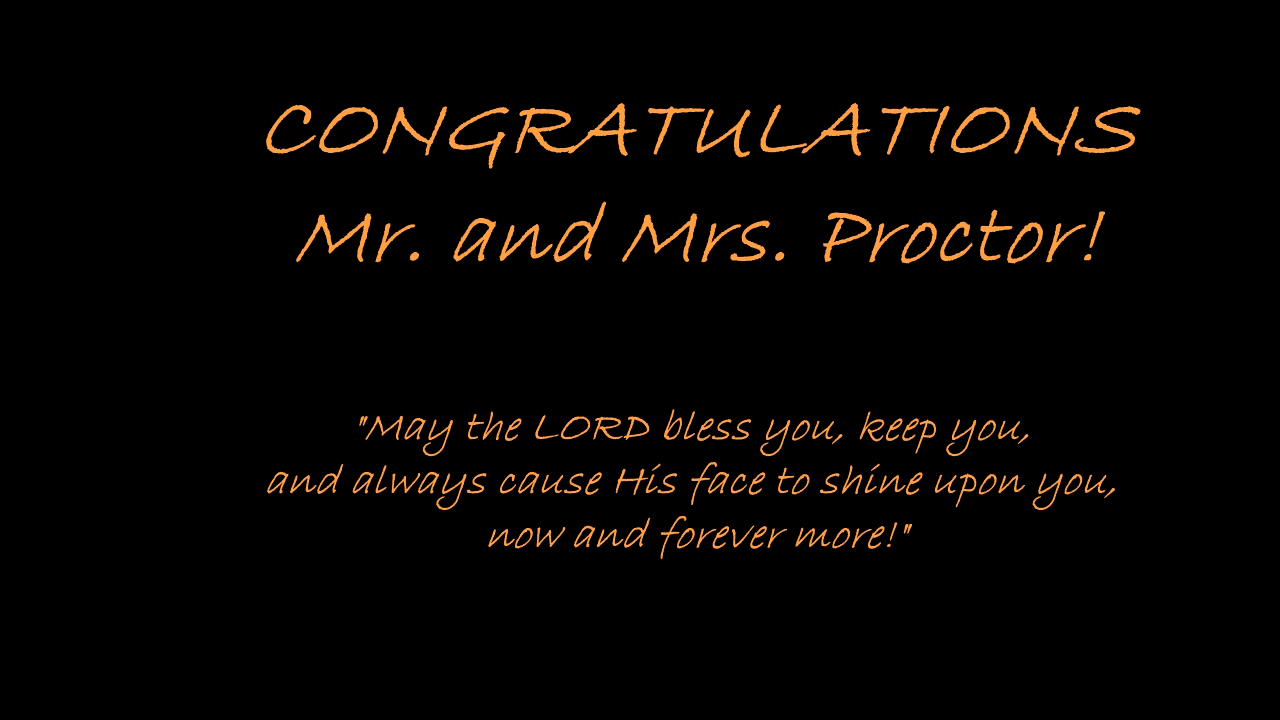 CONGRATULATIONS
Mr. and Mrs. Proctor!
"May the LORD bless you, keep you,
and always cause His face to shine upon you,
now and forever more!"